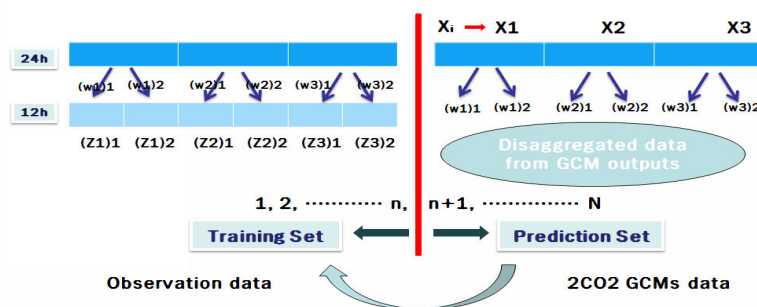 Xi → X1 X2 X3
24h
(w1)1 (w1)2 (w2)1 (w2)2 (w3)1 (w3)2
(w1)1 (w1)2 (w2)1 (w2)2 (w3)1 (w3)2
12h
(Z1)1 (Z1)2 (Z2)1 (Z2)2 (Z3)1 (Z3)2
Disaggregated data
from GCM outputs
1, 2, ············ n, n+1, ················ N
Training Set
Prediction Set
Observation data
2CO2 GCMs data